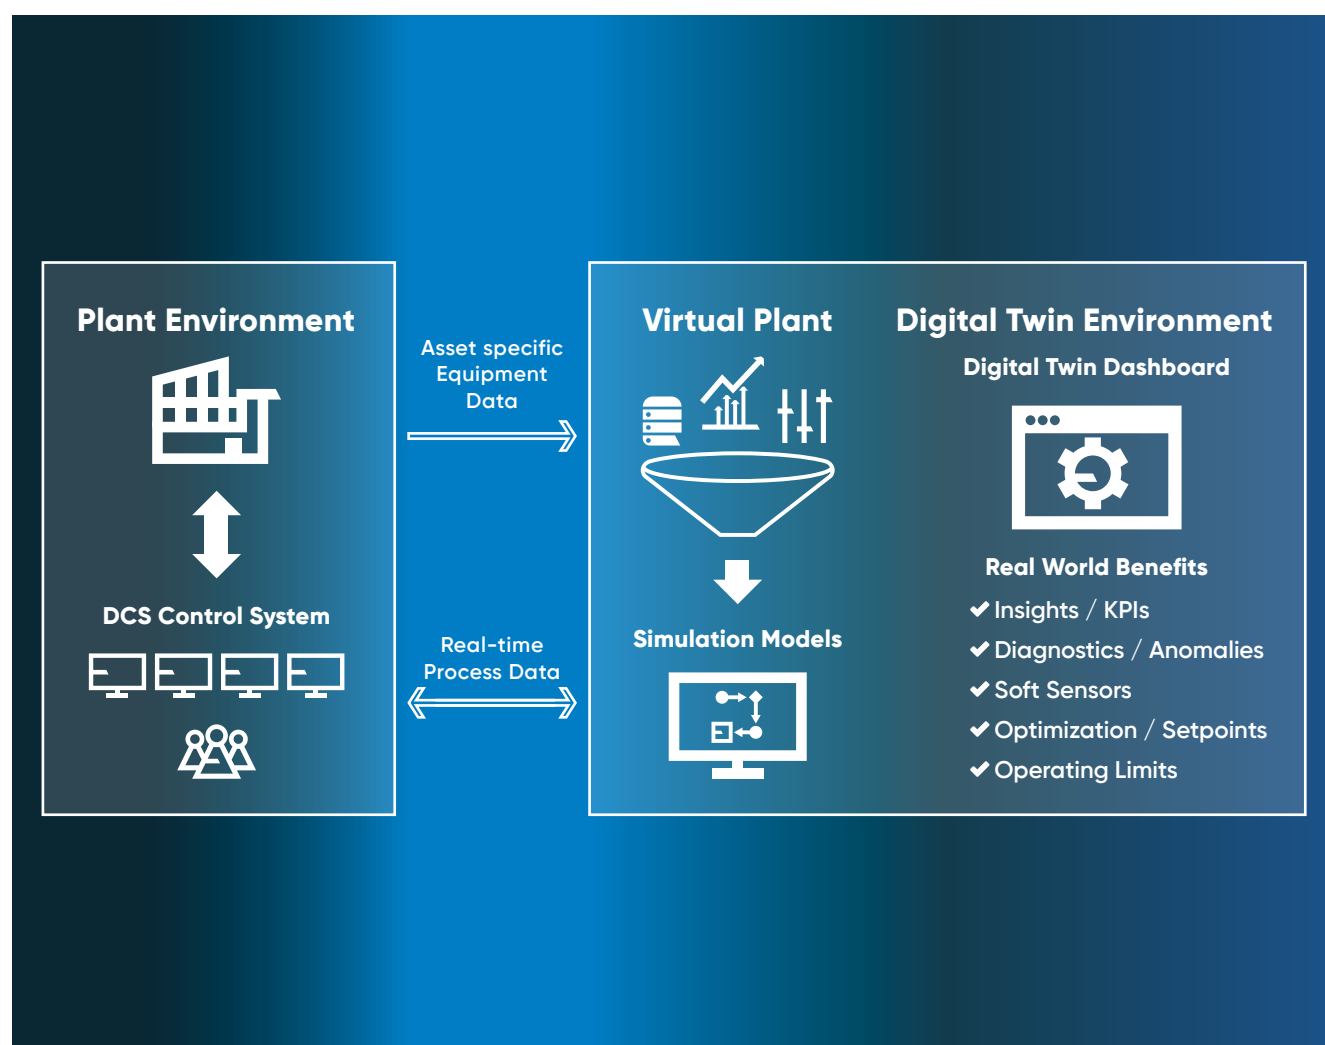 Plant Environment
DCS Control System
Asset specific
Equipment
Data
Real-time
Process Data
Virtual Plant
Simulation Models
Digital Twin Environment
Digital Twin Dashboard
Real World Benefits
Insights / KPIs
Diagnostics / Anomalies
Soft Sensors
Optimization / Setpoints
Operating Limits